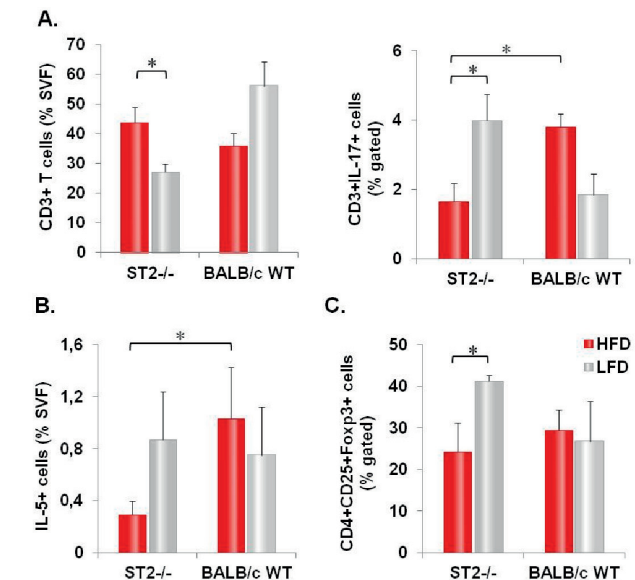 A.
CD3+ T cells (% SVF)
70
60
50
40
30
20
10
0
*
ST2-/-
BALB/c WT
CD3+IL-17+ cells
(% gated)
6
4
2
0
*
*
ST2-/-
BALB/c WT
B.
IL-5+ cells (% SVF)
1,6
1,2
0,8
0,4
0
*
ST2-/-
BALB/c WT
C.
CD4+CD25+Foxp3+ cells
(% gated)
50
40
30
20
10
0
*
HFD
LFD
ST2-/-
BALB/c WT